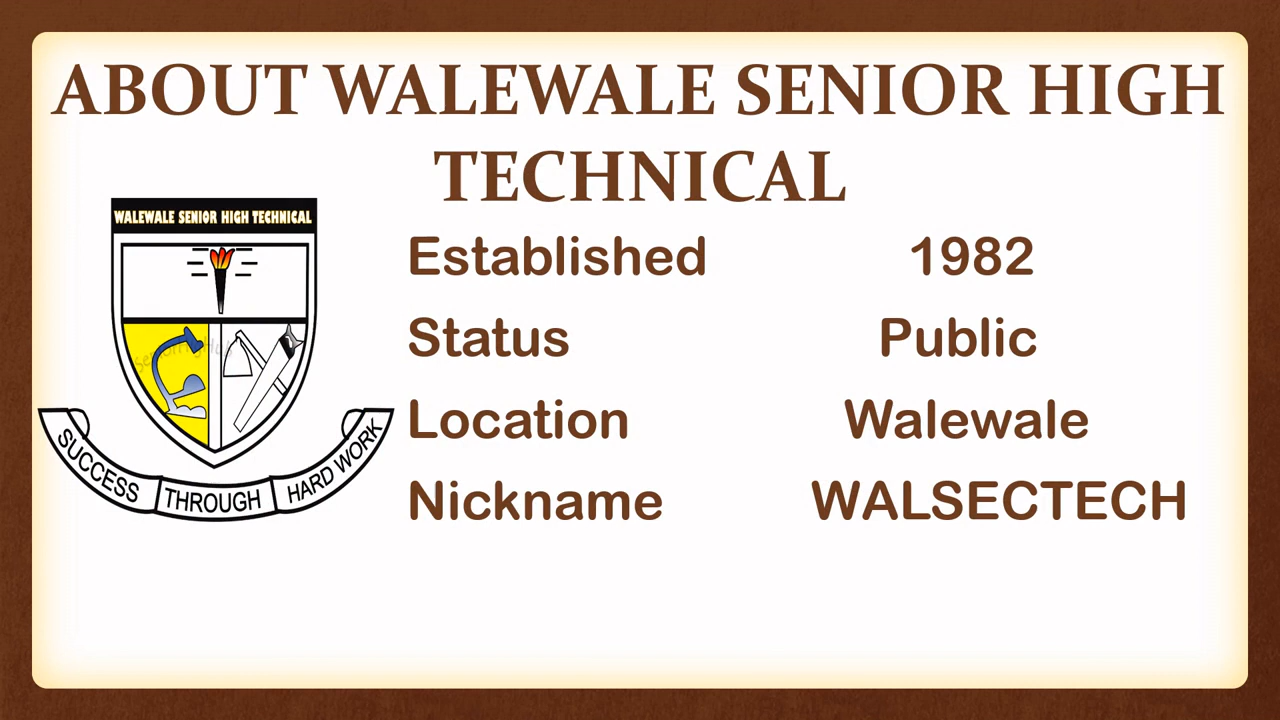 ABOUT WALEWALE SENIOR HIGH
TECHNICAL
WALEWALE SENIOR HIGH TECHNICAL
Established 1982
Status Public
Location Walewale
Nickname WALSECTECH
SUCCESS THROUGH HARD WORK